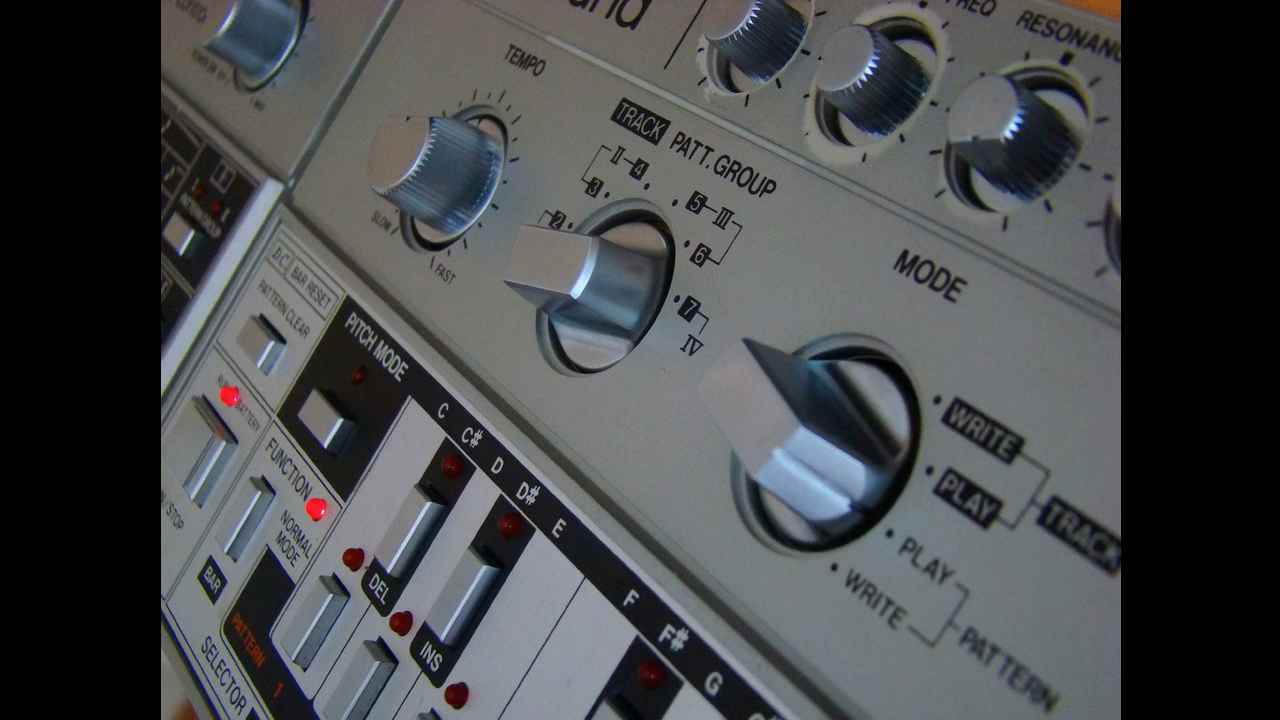 TEMPO
TRACK PATT.GROUP
II 4
3
2
5 III
6
7
IV
SLOW
FAST
RESONANC
MODE
WRITE
PLAY
TRACK
PLAY
WRITE
PATTERN
D.C. BAR RESET
PATTERN CLEAR
PITCH MODE
BATTERY
FUNCTION
NORMAL
MODE
STOP
BAR
PATTERN
1
SELECTOR
DEL
INS
C
C#
D
D#
E
F
F#
G